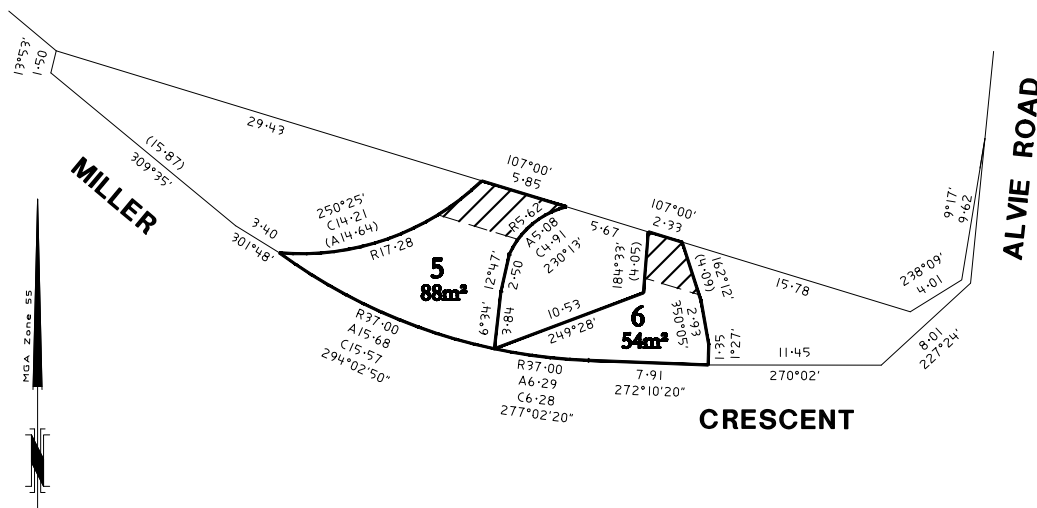 13°53'
1·50
29·43
(15·87)
309°35'
MILLER
3·40
301°48'
250°25'
C14·21
(A14·64)
R17·28
107°00'
5·85
R5·62
A5·08
C4·91
230°13'
5·67
107°00'
2·33
184°33'
(4·05)
162°12'
(4·09)
15·78
238°09'
4·01
9°17'
9·62
ALVIE ROAD
5
88m²
12°47'
2·50
6°34'
3·84
10·53
249°28'
6
54m²
2·93
350°05'
1·35
1°27'
R37·00
A15·68
C15·57
294°02'50"
R37·00
A6·29
C6·28
277°02'20"
7·91
272°10'20"
11·45
270°02'
8·01
227°24'
CRESCENT
MGA Zone 55
N